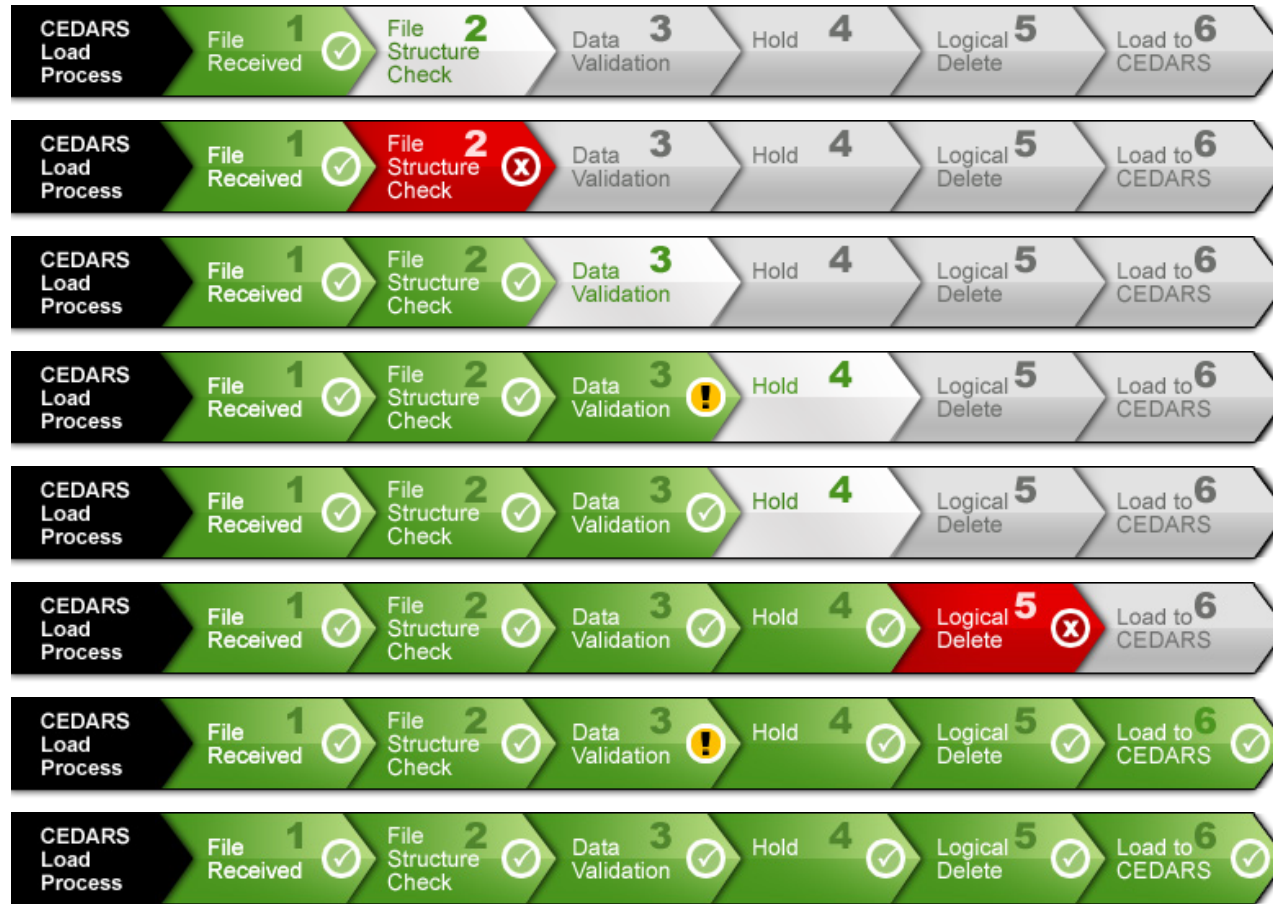 CEDARS
Load
Process
File 1
Received
File 2
Structure
Check
Data 3
Validation
Hold 4
Logical 5
Delete
Load to 6
CEDARS
CEDARS
Load
Process
File 1
Received
File 2
Structure X
Check
Data 3
Validation
Hold 4
Logical 5
Delete
Load to 6
CEDARS
CEDARS
Load
Process
File 1
Received
File 2
Structure
Check
Data 3
Validation
Hold 4
Logical 5
Delete
Load to 6
CEDARS
CEDARS
Load
Process
File 1
Received
File 2
Structure
Check
Data 3
Validation !
Hold 4
Logical 5
Delete
Load to 6
CEDARS
CEDARS
Load
Process
File 1
Received
File 2
Structure
Check
Data 3
Validation
Hold 4
Logical 5
Delete
Load to 6
CEDARS
CEDARS
Load
Process
File 1
Received
File 2
Structure
Check
Data 3
Validation
Hold 4
Logical 5
Delete X
Load to 6
CEDARS
CEDARS
Load
Process
File 1
Received
File 2
Structure
Check
Data 3
Validation !
Hold 4
Logical 5
Delete
Load to 6
CEDARS
CEDARS
Load
Process
File 1
Received
File 2
Structure
Check
Data 3
Validation
Hold 4
Logical 5
Delete
Load to 6
CEDARS